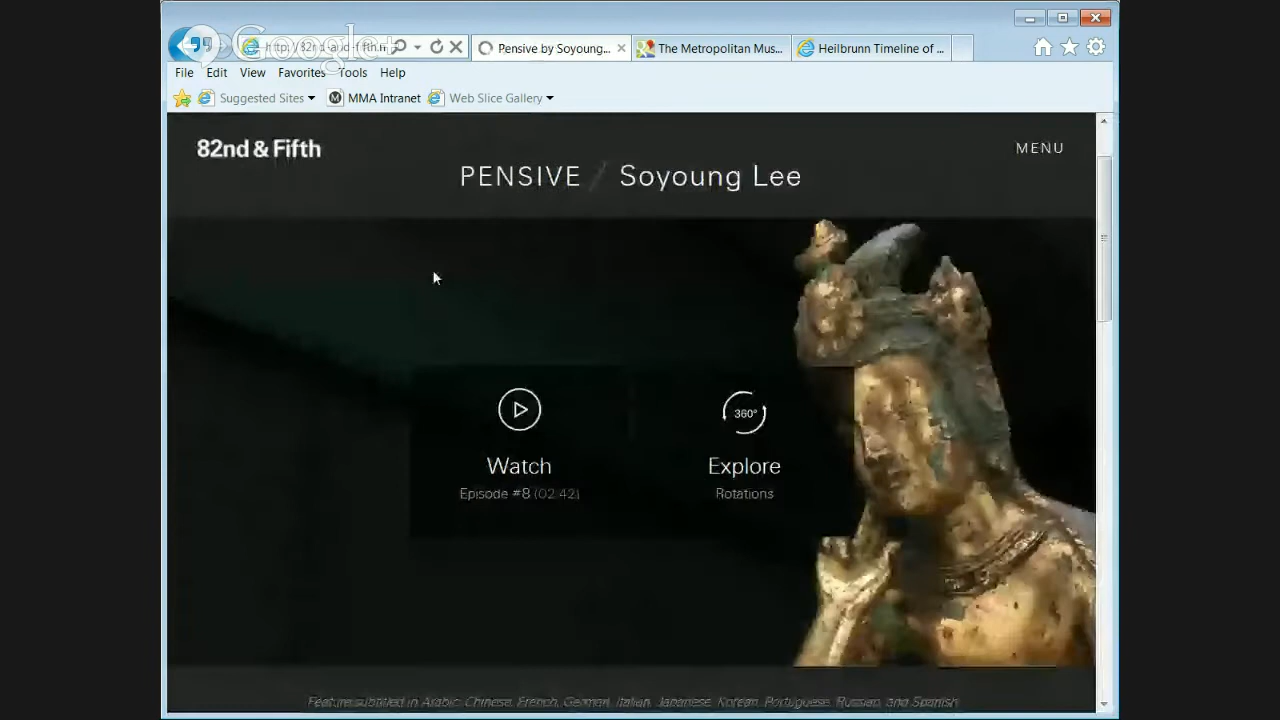 Google+
Pensive by Soyoung...
The Metropolitan Mus...
Heilbrunn Timeline of ...
File Edit View Favorites Tools Help
Suggested Sites MMA Intranet Web Slice Gallery
82nd & Fifth
MENU
PENSIVE / Soyoung Lee
360°
Watch
Explore
Episode #8 (02:42)
Rotations
Feature subtitled in Arabic, Chinese, French, German, Italian, Japanese, Korean, Portuguese, Russian, and Spanish